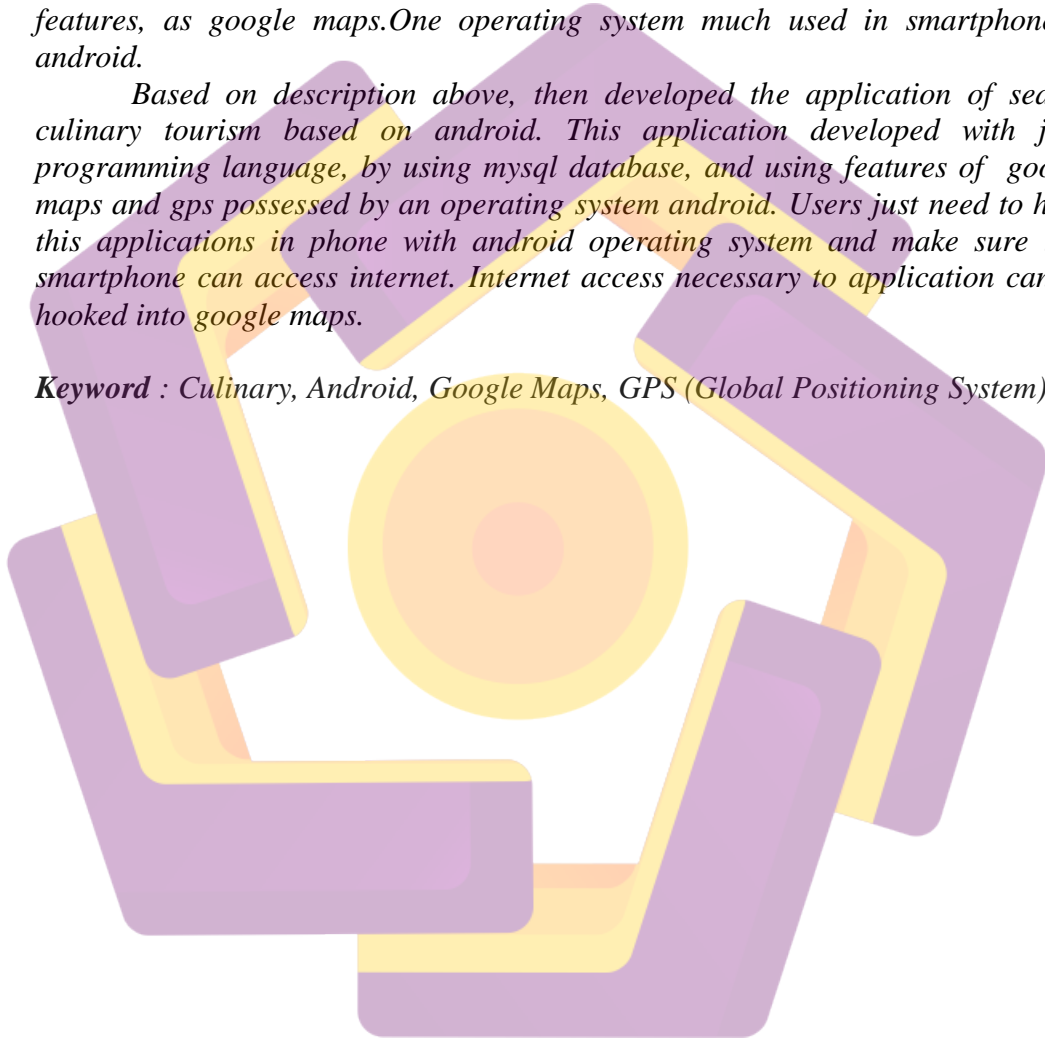 features, as google maps.One operating system much used in smartphone
android.
Based on description above, then developed the application of sea
culinary tourism based on android. This application developed with j
programming language, by using mysql database, and using features of goo
maps and gps possessed by an operating system android. Users just need to h
this applications in phone with android operating system and make sure
smartphone can access internet. Internet access necessary to application can
hooked into google maps.
Keyword : Culinary, Android, Google Maps, GPS (Global Positioning System)